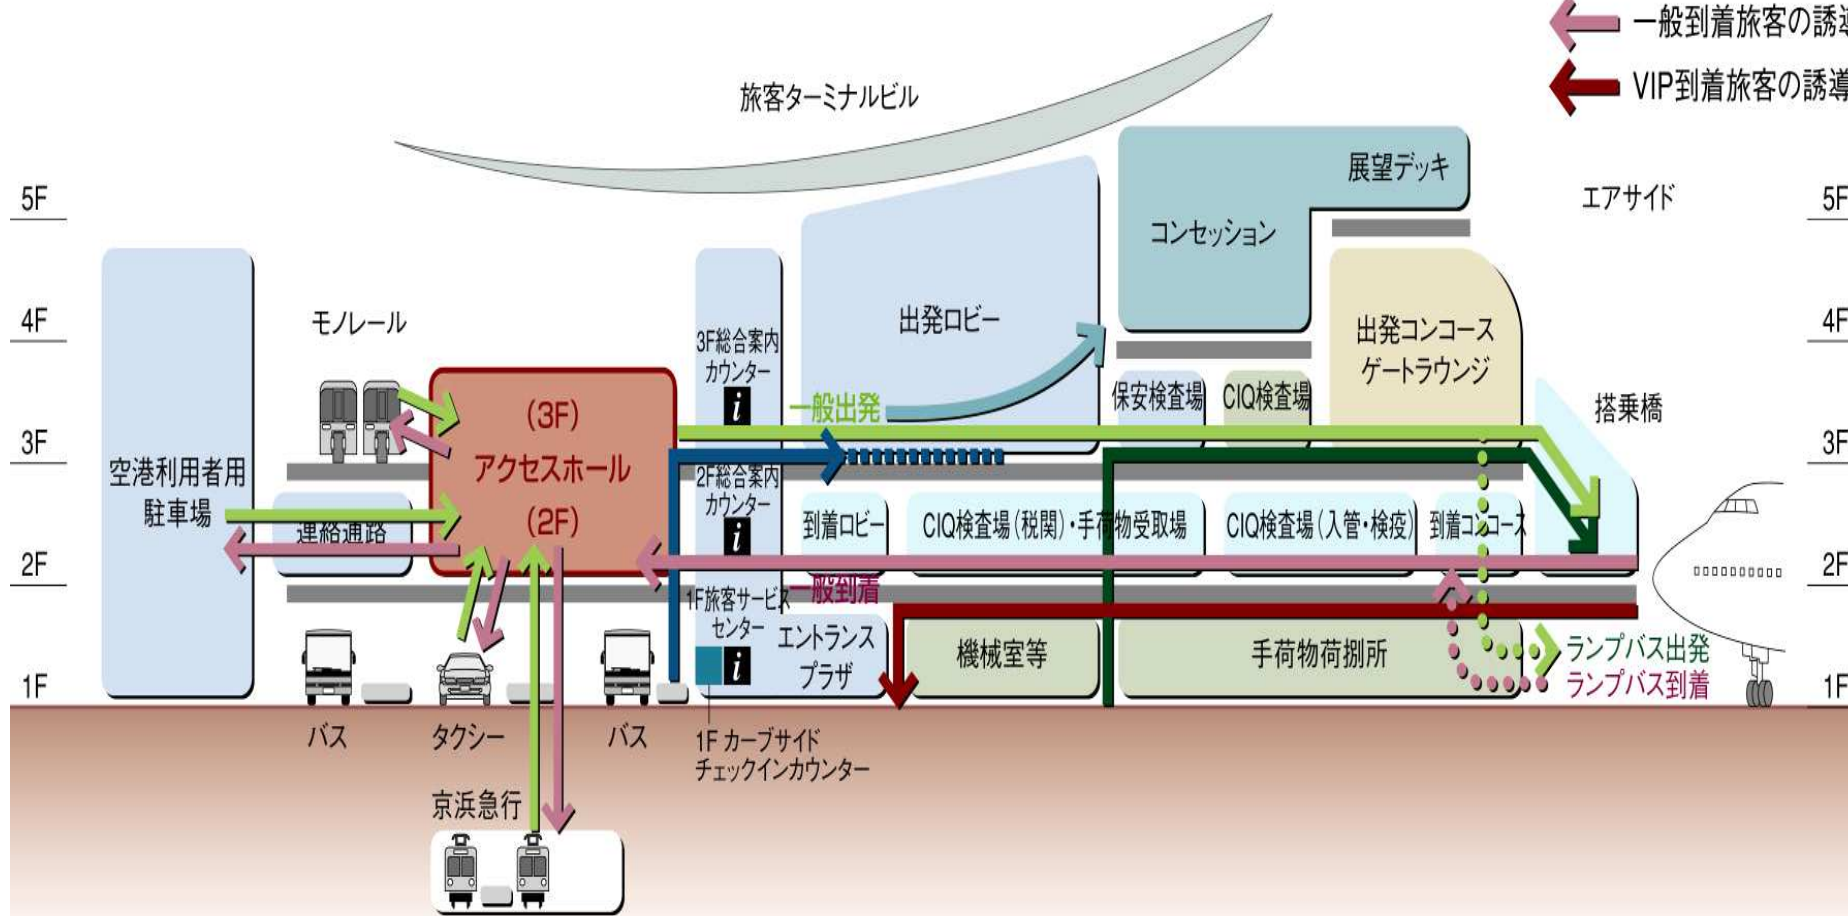 一般到着旅客の誘導
VIP到着旅客の誘導
旅客ターミナルビル
展望デッキ
エアサイド
コンセッション
5F
5F
4F
4F
3F
3F
2F
2F
1F
1F
モノレール
出発ロビー
3F総合案内
カウンター
i
出発コンコース
ゲートラウンジ
一般出発
保安検査場
CIQ検査場
搭乗橋
(3F)
アクセスホール
(2F)
空港利用者用
駐車場
連絡通路
2F総合案内
カウンター
i
到着ロビー
CIQ検査場(税関)・手荷物受取場
CIQ検査場(入管・検疫)
到着コンコース
一般到着
1F旅客サービス
センター
i
エントランス
プラザ
機械室等
手荷物荷捌所
ランプバス出発
ランプバス到着
バス
タクシー
バス
1F カーブサイド
チェックインカウンター
京浜急行